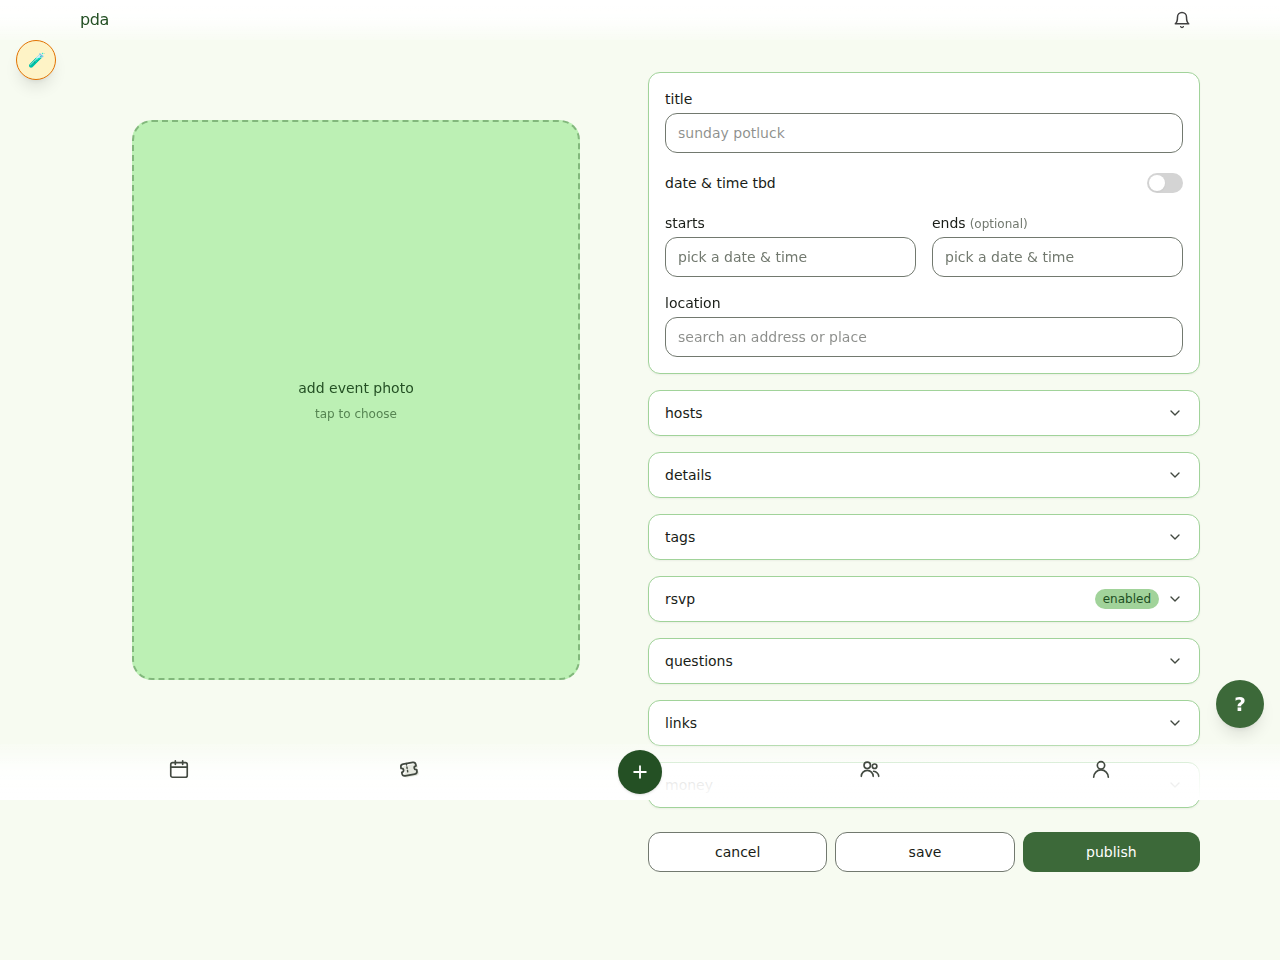 pda
add event photo
tap to choose
title
sunday potluck
date & time tbd
starts
ends (optional)
pick a date & time
pick a date & time
location
search an address or place
hosts
details
tags
rsvp
enabled
questions
links
money
cancel
save
publish
?